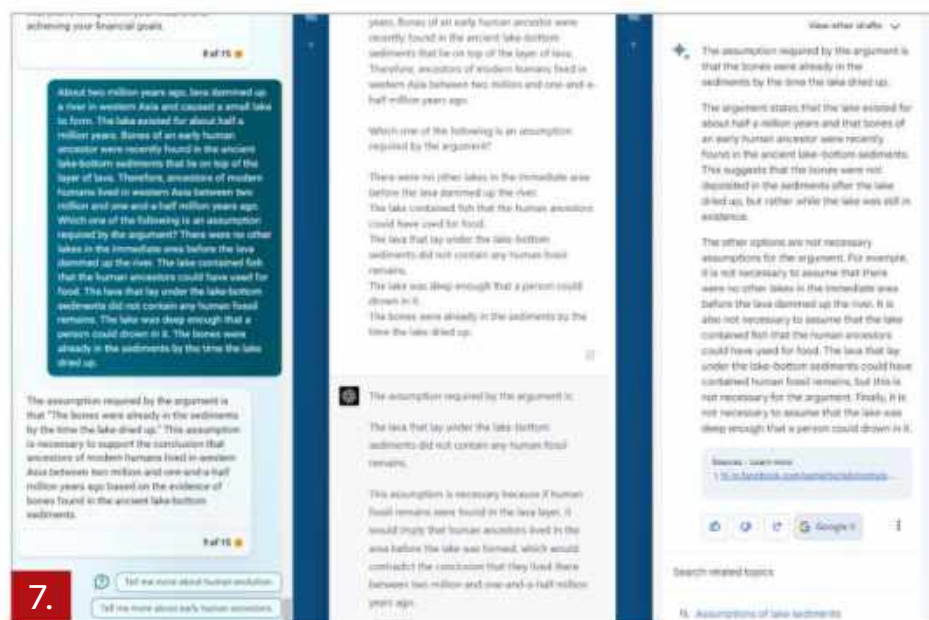 achieving your financial goals.
8 of 15
About two million years ago, lava dammed up
a river in western Asia and caused a small lake
to form. The lake existed for about half a
million years. Bones of an early human
ancestor were recently found in the ancient
lake-bottom sediments that lie on top of the
layer of lava. Therefore, ancestors of modern
humans lived in western Asia between two
million and one-and-a-half million years ago.
Which one of the following is an assumption
required by the argument? There were no other
lakes in the immediate area before the lava
dammed up the river. The lake contained fish
that the human ancestors could have used for
food. The lava that lay under the lake-bottom
sediments did not contain any human fossil
remains. The lake was deep enough that a
person could drown in it. The bones were
already in the sediments by the time the lake
dried up.
The assumption required by the argument is
that "The bones were already in the sediments
by the time the lake dried up." This assumption
is necessary to support the conclusion that
ancestors of modern humans lived in western
Asia between two million and one-and-a-half
million years ago based on the evidence of
bones found in the ancient lake-bottom
sediments.
9 of 15
Tell me more about human evolution.
Tell me more about early human ancestors.
7.
years. Bones of an early human ancestor were
recently found in the ancient lake-bottom
sediments that lie on top of the layer of lava.
Therefore, ancestors of modern humans lived in
western Asia between two million and one-and-a-
half million years ago.
Which one of the following is an assumption
required by the argument?
There were no other lakes in the immediate area
before the lava dammed up the river.
The lake contained fish that the human ancestors
could have used for food.
The lava that lay under the lake-bottom
sediments did not contain any human fossil
remains.
The lake was deep enough that a person could
drown in it.
The bones were already in the sediments by the
time the lake dried up.
The assumption required by the argument is:
The lava that lay under the lake-bottom
sediments did not contain any human fossil
remains.
This assumption is necessary because if human
fossil remains were found in the lava layer, it
would imply that human ancestors lived in the
area before the lake was formed, which would
contradict the conclusion that they lived there
between two million and one-and-a-half million
years ago.
View other drafts
The assumption required by the argument is
that the bones were already in the
sediments by the time the lake dried up.
The argument states that the lake existed for
about half a million years and that bones of
an early human ancestor were recently
found in the ancient lake-bottom sediments.
This suggests that the bones were not
deposited in the sediments after the lake
dried up, but rather while the lake was still in
existence.
The other options are not necessary
assumptions for the argument. For example,
it is not necessary to assume that there
were no other lakes in the immediate area
before the lava dammed up the river. It is
also not necessary to assume that the lake
contained fish that the human ancestors
could have used for food. The lava that lay
under the lake-bottom sediments could have
contained human fossil remains, but this is
not necessary for the argument. Finally, it is
not necessary to assume that the lake was
deep enough that a person could drown in it.
Sources - Learn more
Google it
Search related topics
Assumptions of lake sediments